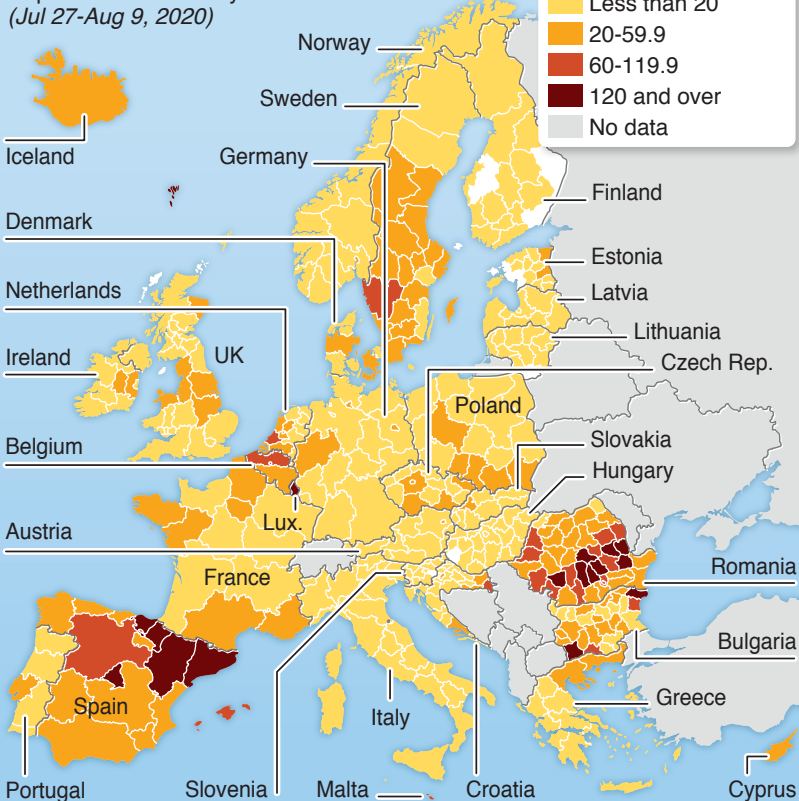 (Jul 27-Aug 9, 2020)
Less than 20
20-59.9
60-119.9
120 and over
No data
Norway
Sweden
Iceland
Germany
Finland
Denmark
Estonia
Netherlands
Latvia
Lithuania
Ireland
UK
Czech Rep.
Poland
Belgium
Slovakia
Hungary
Lux.
Austria
France
Romania
Bulgaria
Spain
Greece
Italy
Portugal
Slovenia
Malta
Croatia
Cyprus